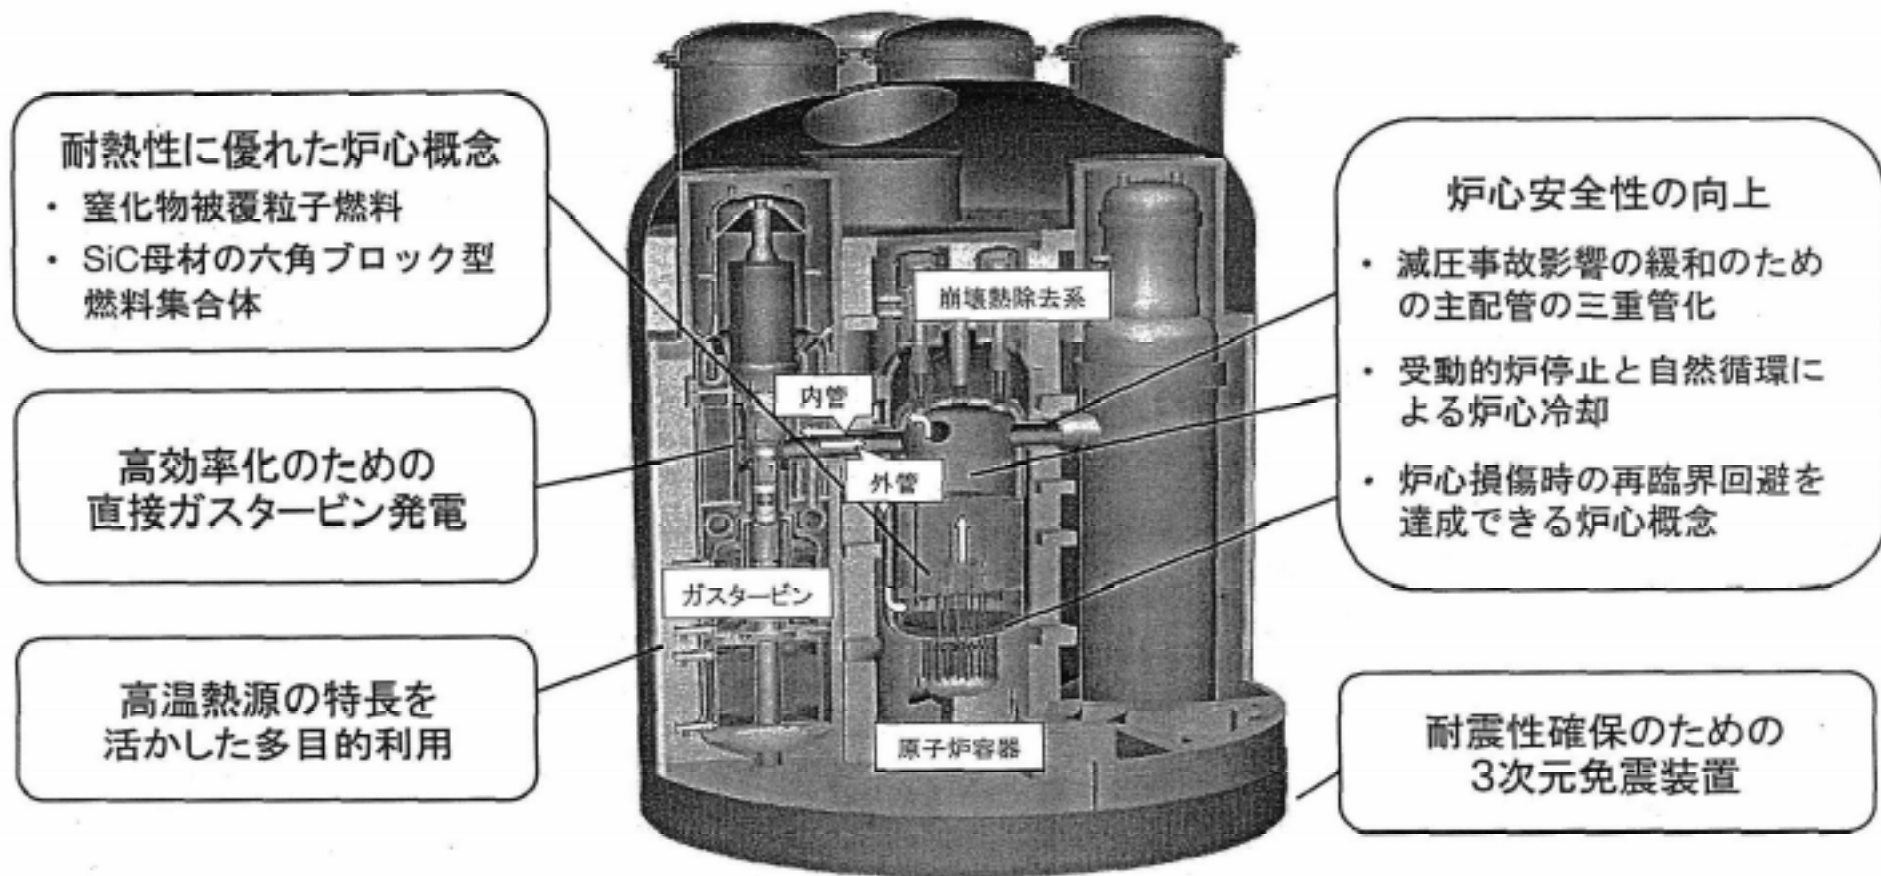 耐熱性に優れた炉心概念
・ 窒化物被覆粒子燃料
・ SiC母材の六角ブロック型
燃料集合体
高効率化のための
直接ガスタービン発電
高温熱源の特長を
活かした多目的利用
崩壊熱除去系
内管
外管
ガスタービン
原子炉容器
炉心安全性の向上
・ 減圧事故影響の緩和のため
の主配管の三重管化
・ 受動的炉停止と自然循環に
よる炉心冷却
・ 炉心損傷時の再臨界回避を
達成できる炉心概念
耐震性確保のための
3次元免震装置